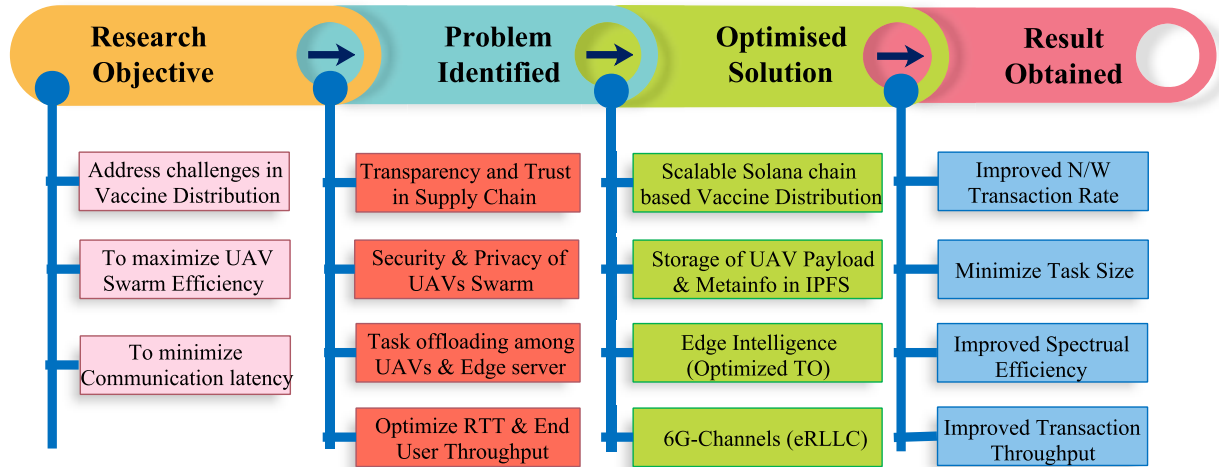 Research
Objective
Problem
Identified
Optimised
Solution
Result
Obtained
Address challenges in
Vaccine Distribution
To maximize UAV
Swarm Efficiency
To minimize
Communication latency
Transparency and Trust
in Supply Chain
Security & Privacy of
UAVs Swarm
Task offloading among
UAVs & Edge server
Optimize RTT & End
User Throughput
Scalable Solana chain
based Vaccine Distribution
Storage of UAV Payload
& Metainfo in IPFS
Edge Intelligence
(Optimized TO)
6G-Channels (eRLLC)
Improved N/W
Transaction Rate
Minimize Task Size
Improved Spectrual
Efficiency
Improved Transaction
Throughput